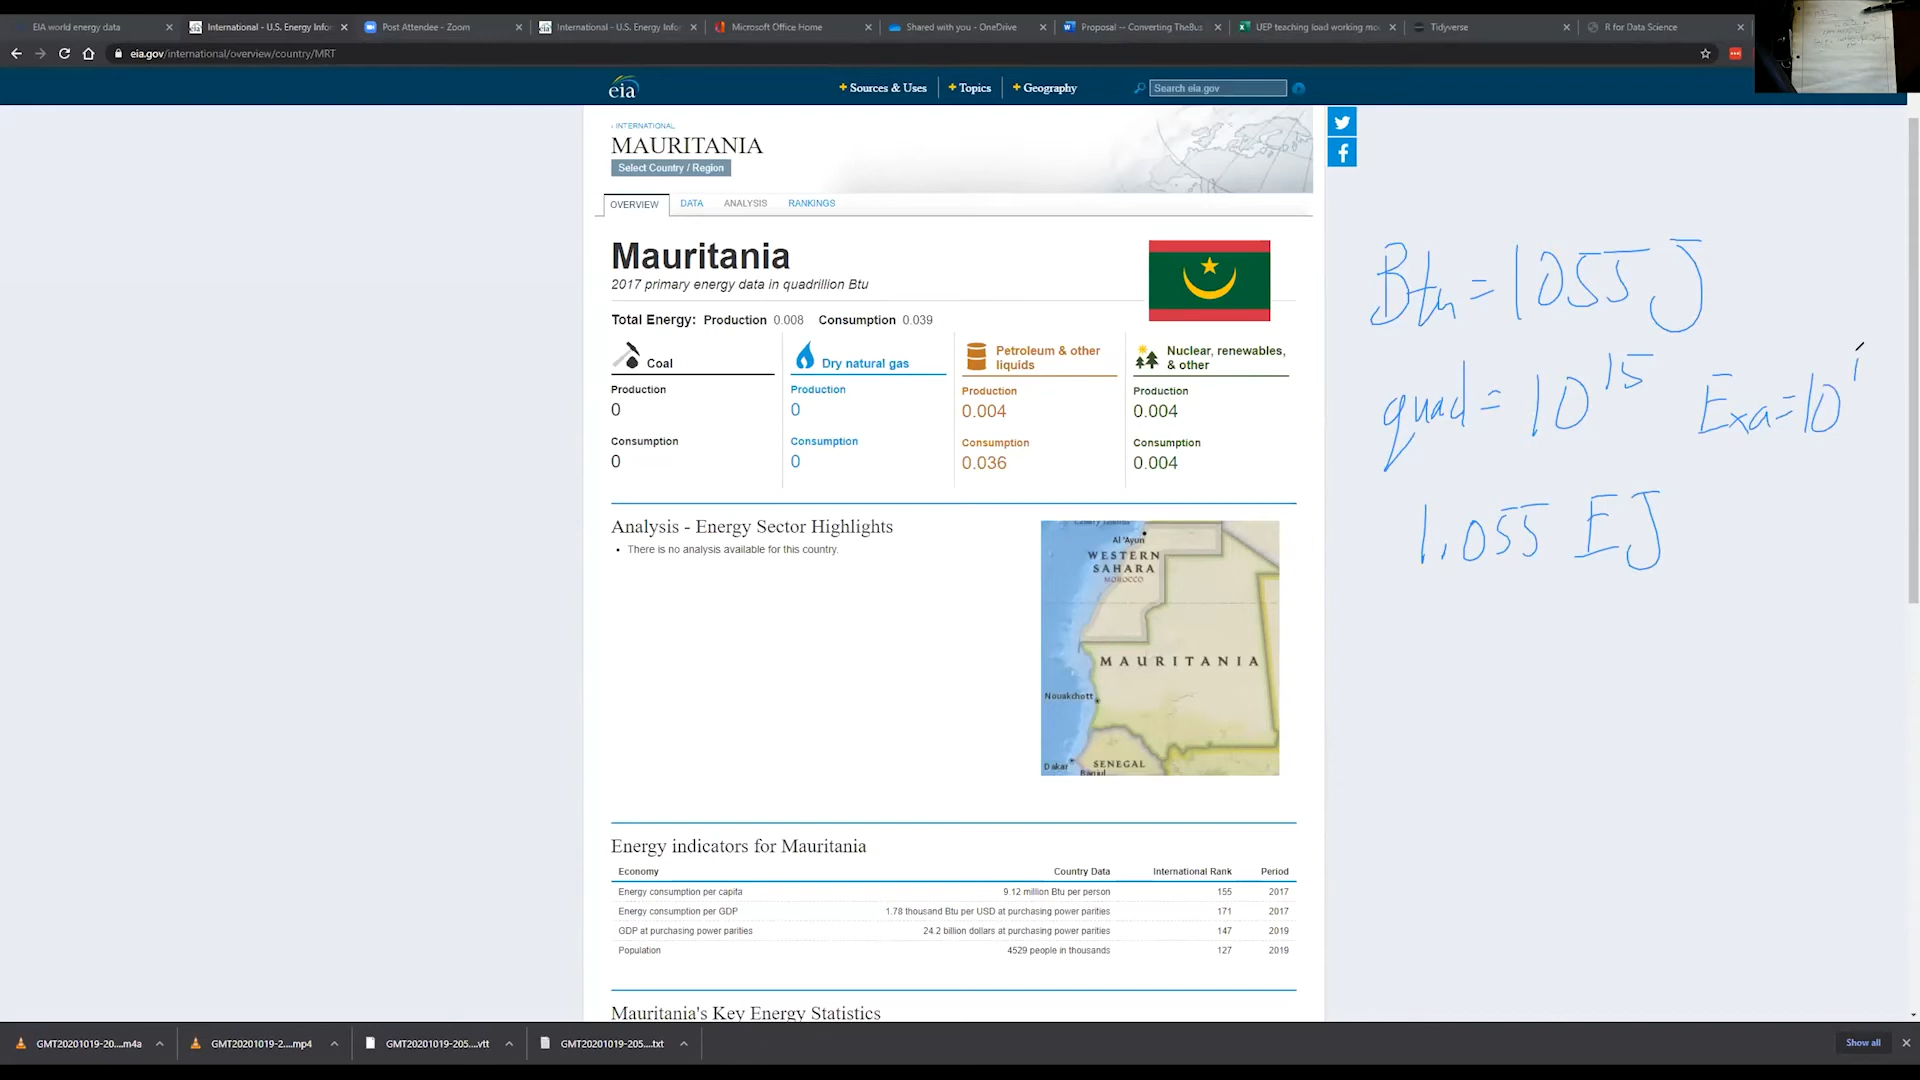 EIA world energy data
International - U.S. Energy Infor
Post Attendee - Zoom
International - U.S. Energy Infor
Microsoft Office Home
Shared with you - OneDrive
Proposal -- Converting TheBus
UEP teaching load working mod
Tidyverse
R for Data Science
eia.gov/international/overview/country/MRT
eia
+ Sources & Uses
+ Topics
+ Geography
Search eia.gov
‹ INTERNATIONAL
MAURITANIA
Select Country / Region
OVERVIEW DATA ANALYSIS RANKINGS
Mauritania
2017 primary energy data in quadrillion Btu
Total Energy: Production 0.008 Consumption 0.039
Coal
Production
0
Consumption
0
Dry natural gas
Production
0
Consumption
0
Petroleum & other
liquids
Production
0.004
Consumption
0.036
Nuclear, renewables,
& other
Production
0.004
Consumption
0.004
Btu = 1055 J
quad = 10^15 Exa = 10^1
1.055 EJ
Analysis - Energy Sector Highlights
• There is no analysis available for this country.
Al 'Ayun
WESTERN
SAHARA
MOROCCO
MAURITANIA
Nouakchott
Dakar
SENEGAL
Banjul
Energy indicators for Mauritania
Economy Country Data International Rank Period
Energy consumption per capita 9.12 million Btu per person 155 2017
Energy consumption per GDP 1.78 thousand Btu per USD at purchasing power parities 171 2017
GDP at purchasing power parities 24.2 billion dollars at purchasing power parities 147 2019
Population 4529 people in thousands 127 2019
Mauritania's Key Energy Statistics
GMT20201019-20....m4a
GMT20201019-2....mp4
GMT20201019-205....vtt
GMT20201019-205....txt
Show all